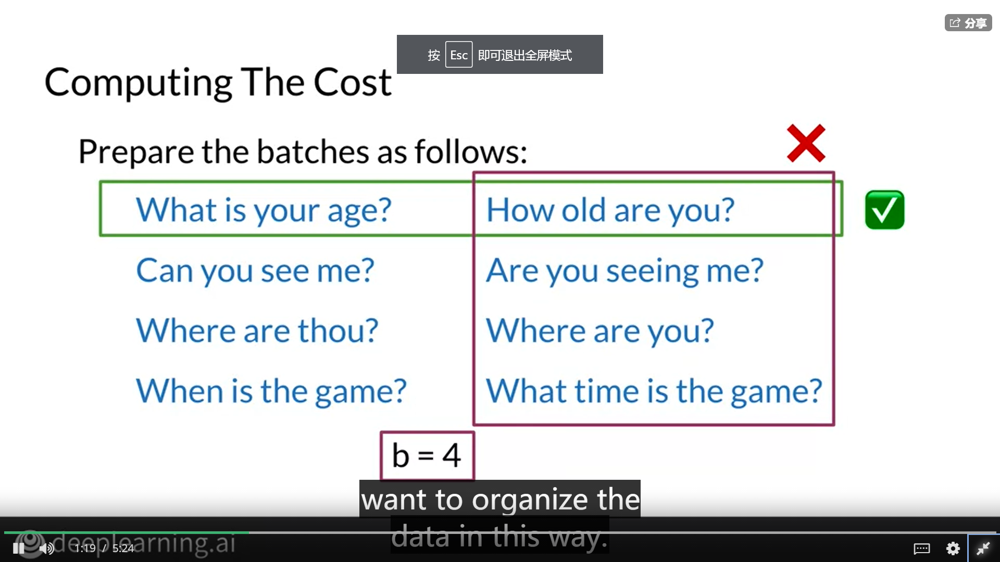 分享
按 Esc 即可退出全屏模式
Computing The Cost
Prepare the batches as follows:
What is your age? How old are you?
Can you see me? Are you seeing me?
Where are thou? Where are you?
When is the game? What time is the game?
b = 4
want to organize the
data in this way.
deeplearning.ai
1:19 / 5:24